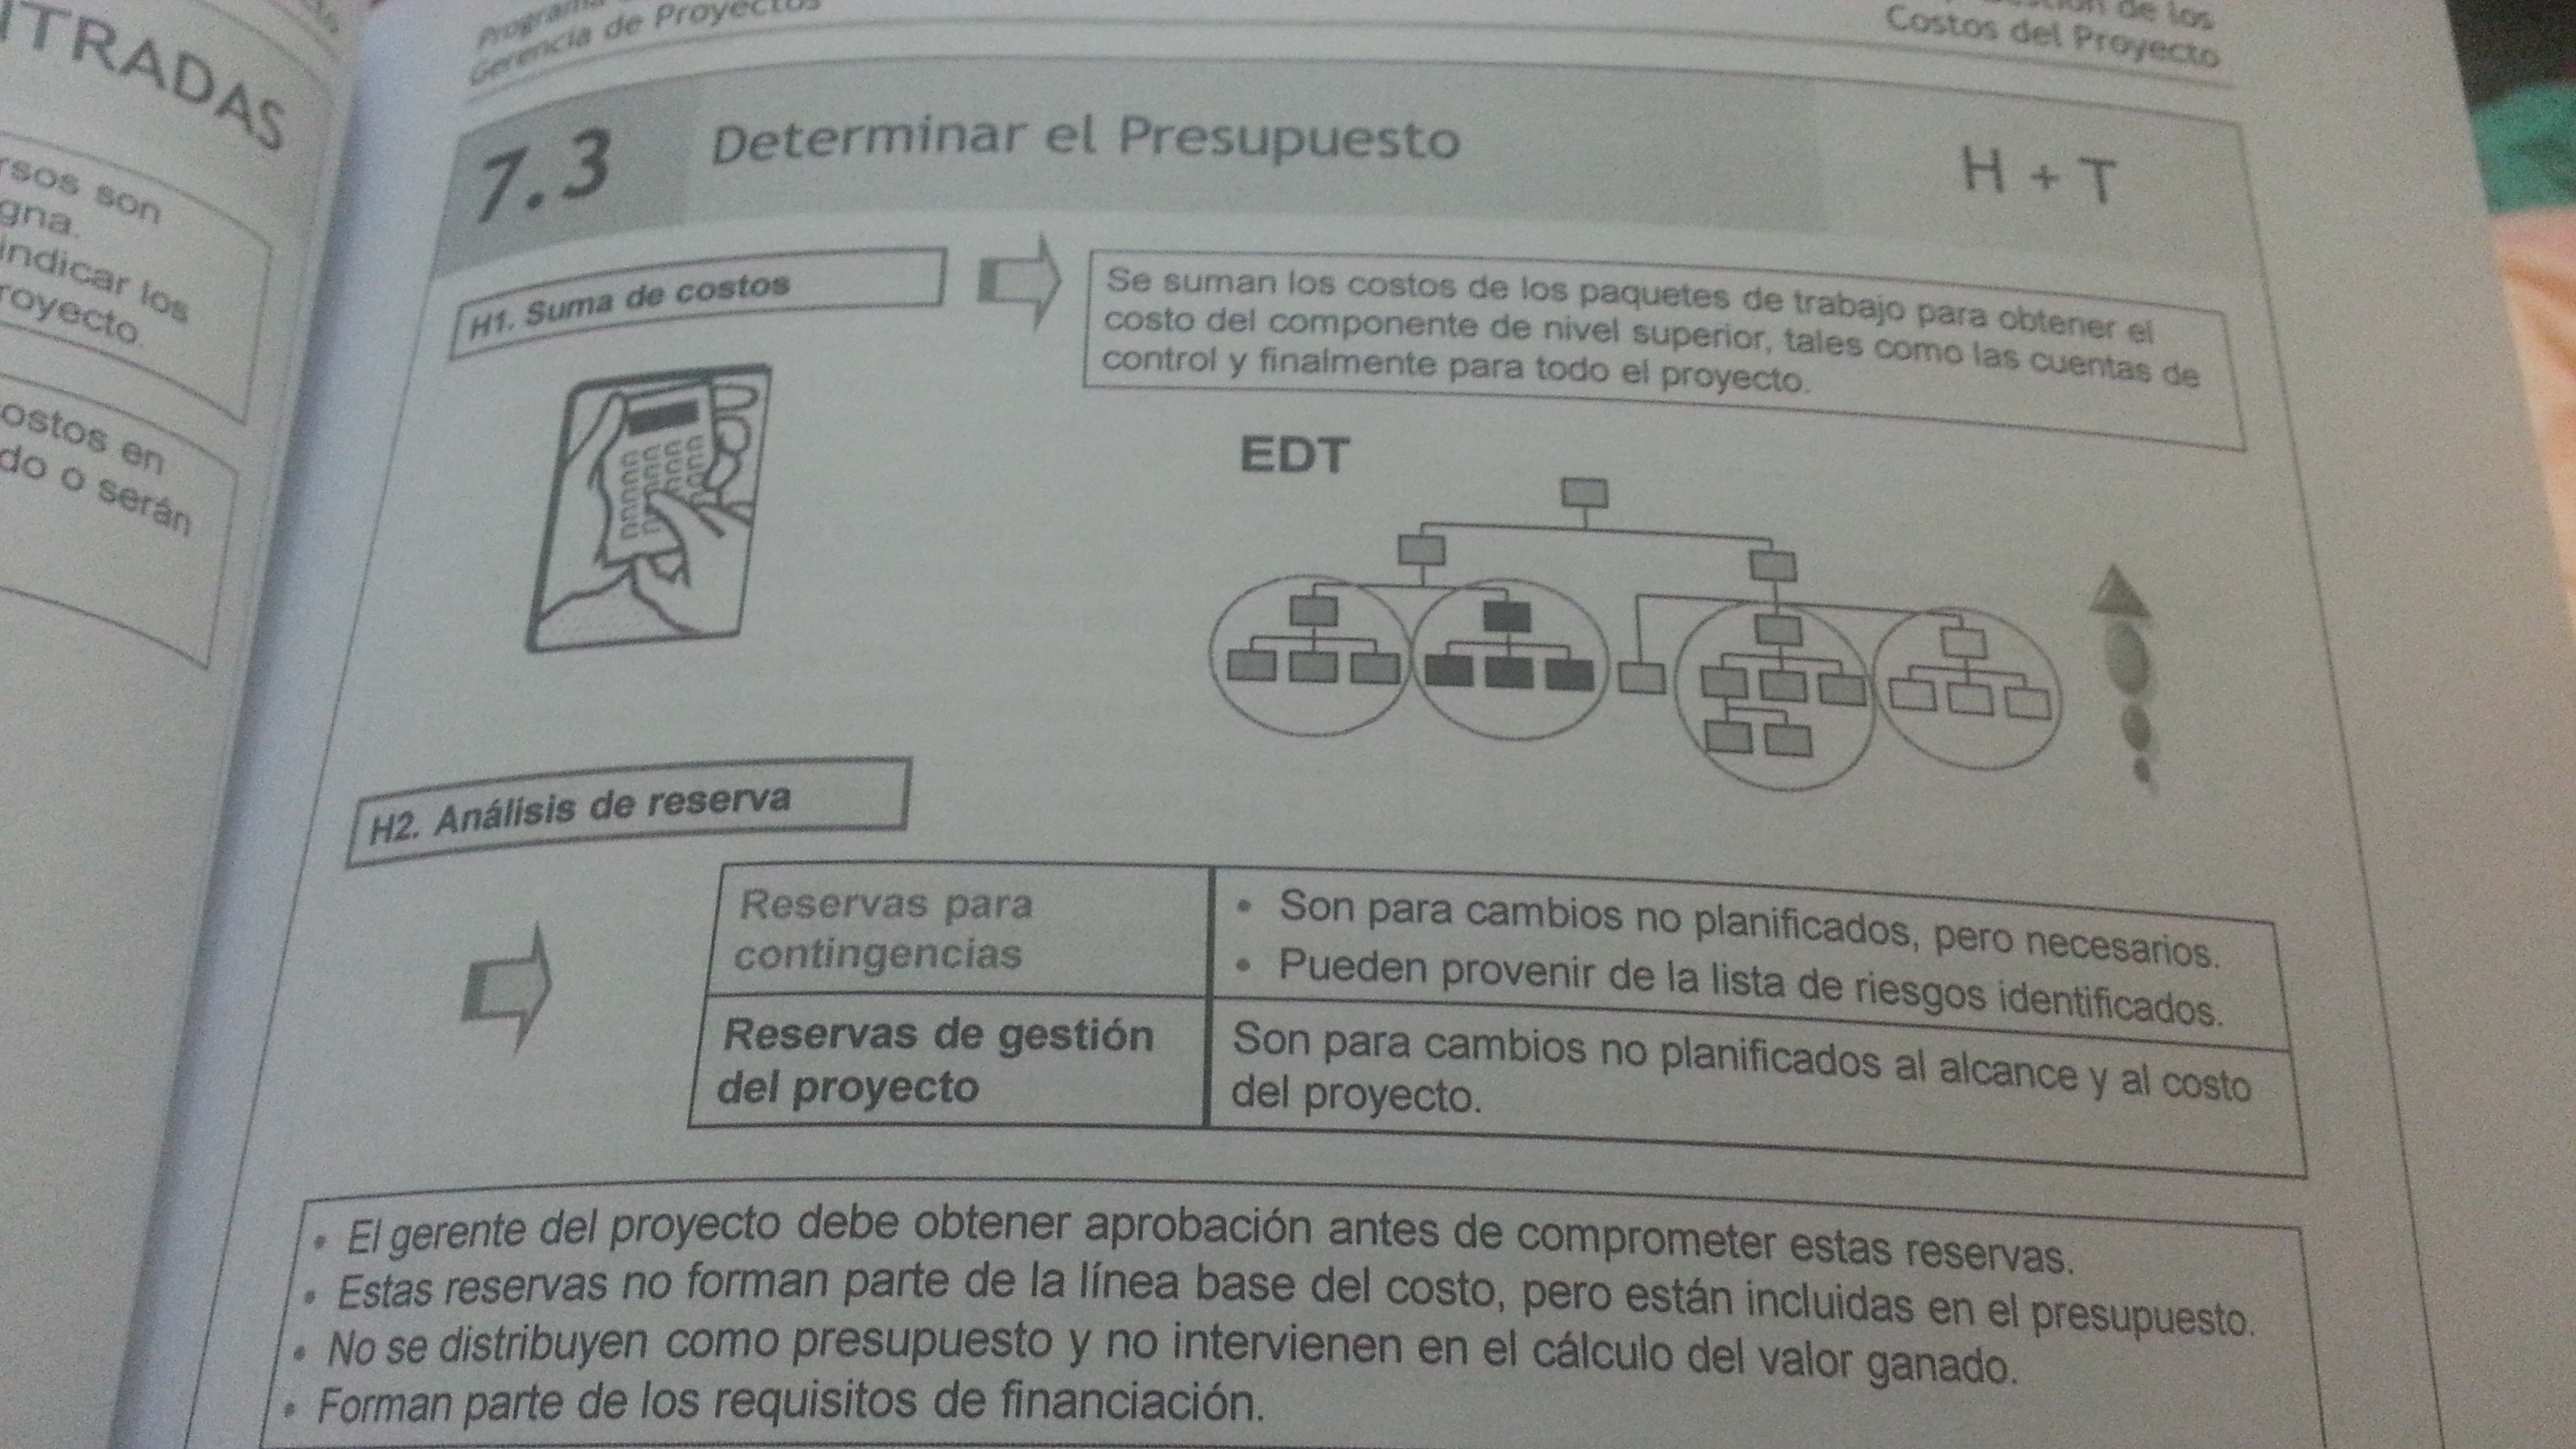 ITRADAS
rsos son
gna.
indicar los
royecto.
ostos en
do o serán
Programa
Gerencia de Proyectos
de los
Costos del Proyecto
7.3
Determinar el Presupuesto
H + T
H1. Suma de costos
Se suman los costos de los paquetes de trabajo para obtener el
costo del componente de nivel superior, tales como las cuentas de
control y finalmente para todo el proyecto.
EDT
H2. Análisis de reserva
Reservas para
contingencias
• Son para cambios no planificados, pero necesarios.
• Pueden provenir de la lista de riesgos identificados.
Reservas de gestión
del proyecto
Son para cambios no planificados al alcance y al costo
del proyecto.
• El gerente del proyecto debe obtener aprobación antes de comprometer estas reservas.
• Estas reservas no forman parte de la línea base del costo, pero están incluidas en el presupuesto.
• No se distribuyen como presupuesto y no intervienen en el cálculo del valor ganado.
• Forman parte de los requisitos de financiación.